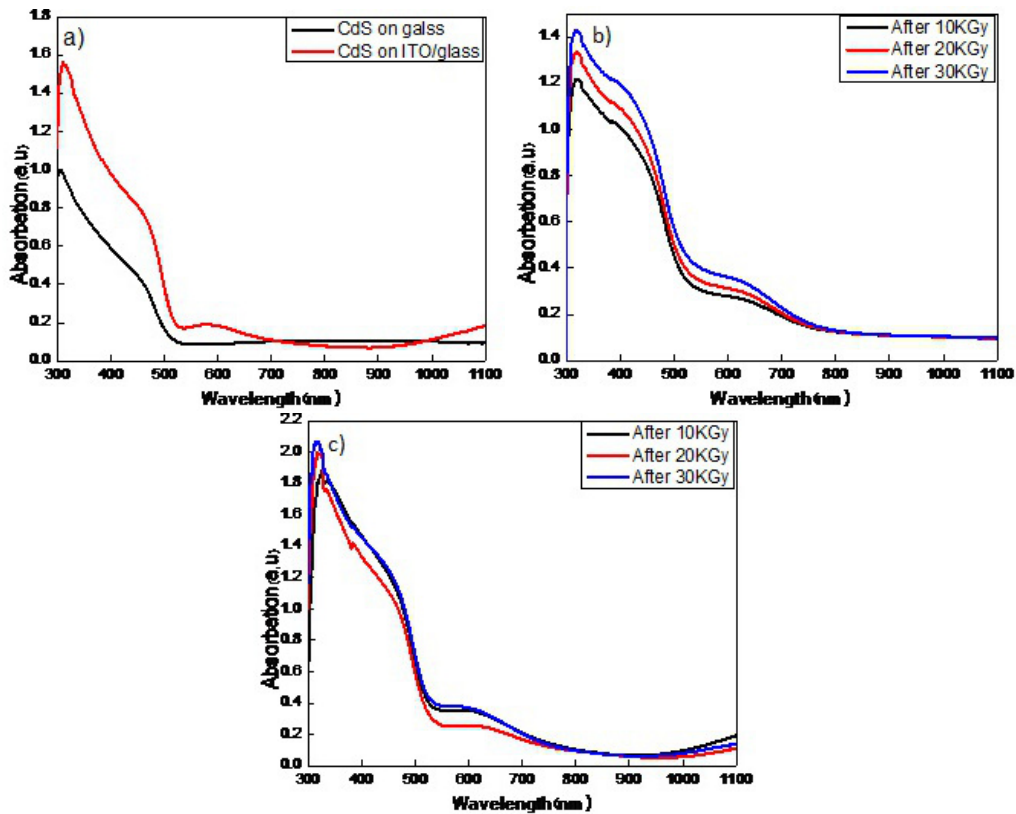 a)
CdS on galss
CdS on ITO/glass
1.8
1.6
1.4
1.2
1.0
0.8
0.6
0.4
0.2
0.0
Absorbetion(a,u)
300 400 500 600 700 800 900 1000 1100
Wavelength(nm)
b)
After 10KGy
After 20KGy
After 30KGy
1.4
1.2
1.0
0.8
0.6
0.4
0.2
0.0
Absorbetion(a,u)
300 400 500 600 700 800 900 1000 1100
Wavelength(nm)
c)
After 10KGy
After 20KGy
After 30KGy
2.2
2.0
1.8
1.6
1.4
1.2
1.0
0.8
0.6
0.4
0.2
0.0
Absorbetion(a,u)
300 400 500 600 700 800 900 1000 1100
Wavelength(nm)